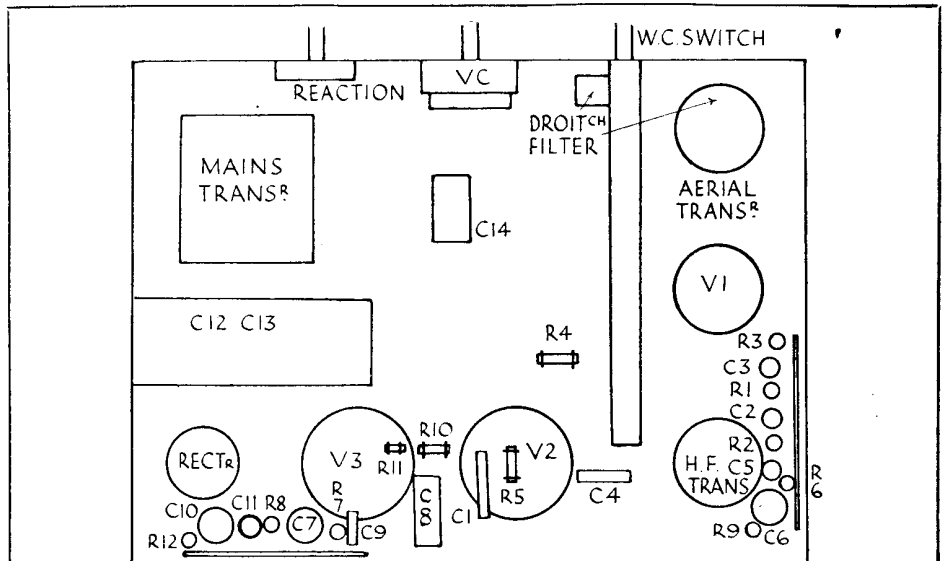 W.C. SWITCH
REACTION
VC
DROITCH
FILTER
MAINS
TRANSR
AERIAL
TRANSR
C14
V1
C12 C13
R4
R3
C3
R1
C2
R2
C5
R6
H.F.
TRANS
RECTR
V3
R11
R10
V2
R5
C4
C10
C11
R8
C7
R7
C9
C8
C1
R12
R9
C6